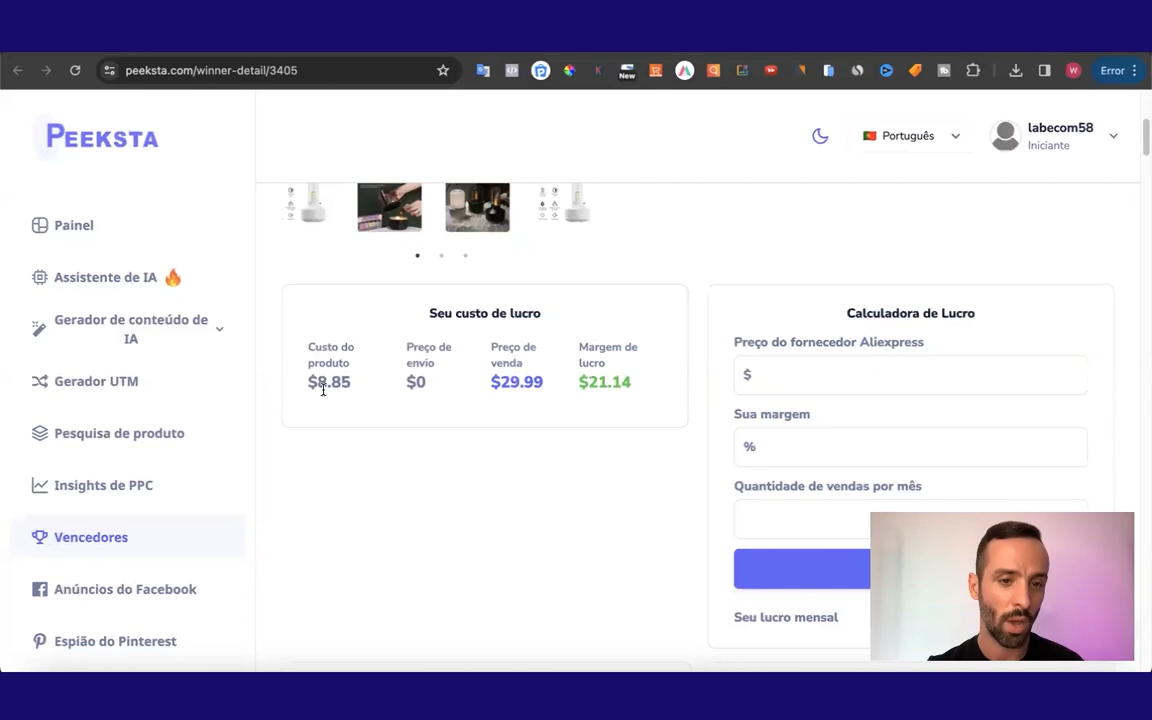 peeksta.com/winner-detail/3405
New
W
Error
PEEKSTA
Português
labecom58
Iniciante
Painel
Assistente de IA
Gerador de conteúdo de
IA
Gerador UTM
Pesquisa de produto
Insights de PPC
Vencedores
Anúncios do Facebook
Espião do Pinterest
Seu custo de lucro
Custo do
produto
$8.85
Preço de
envio
$0
Preço de
venda
$29.99
Margem de
lucro
$21.14
Calculadora de Lucro
Preço do fornecedor Aliexpress
$
Sua margem
%
Quantidade de vendas por mês
Seu lucro mensal